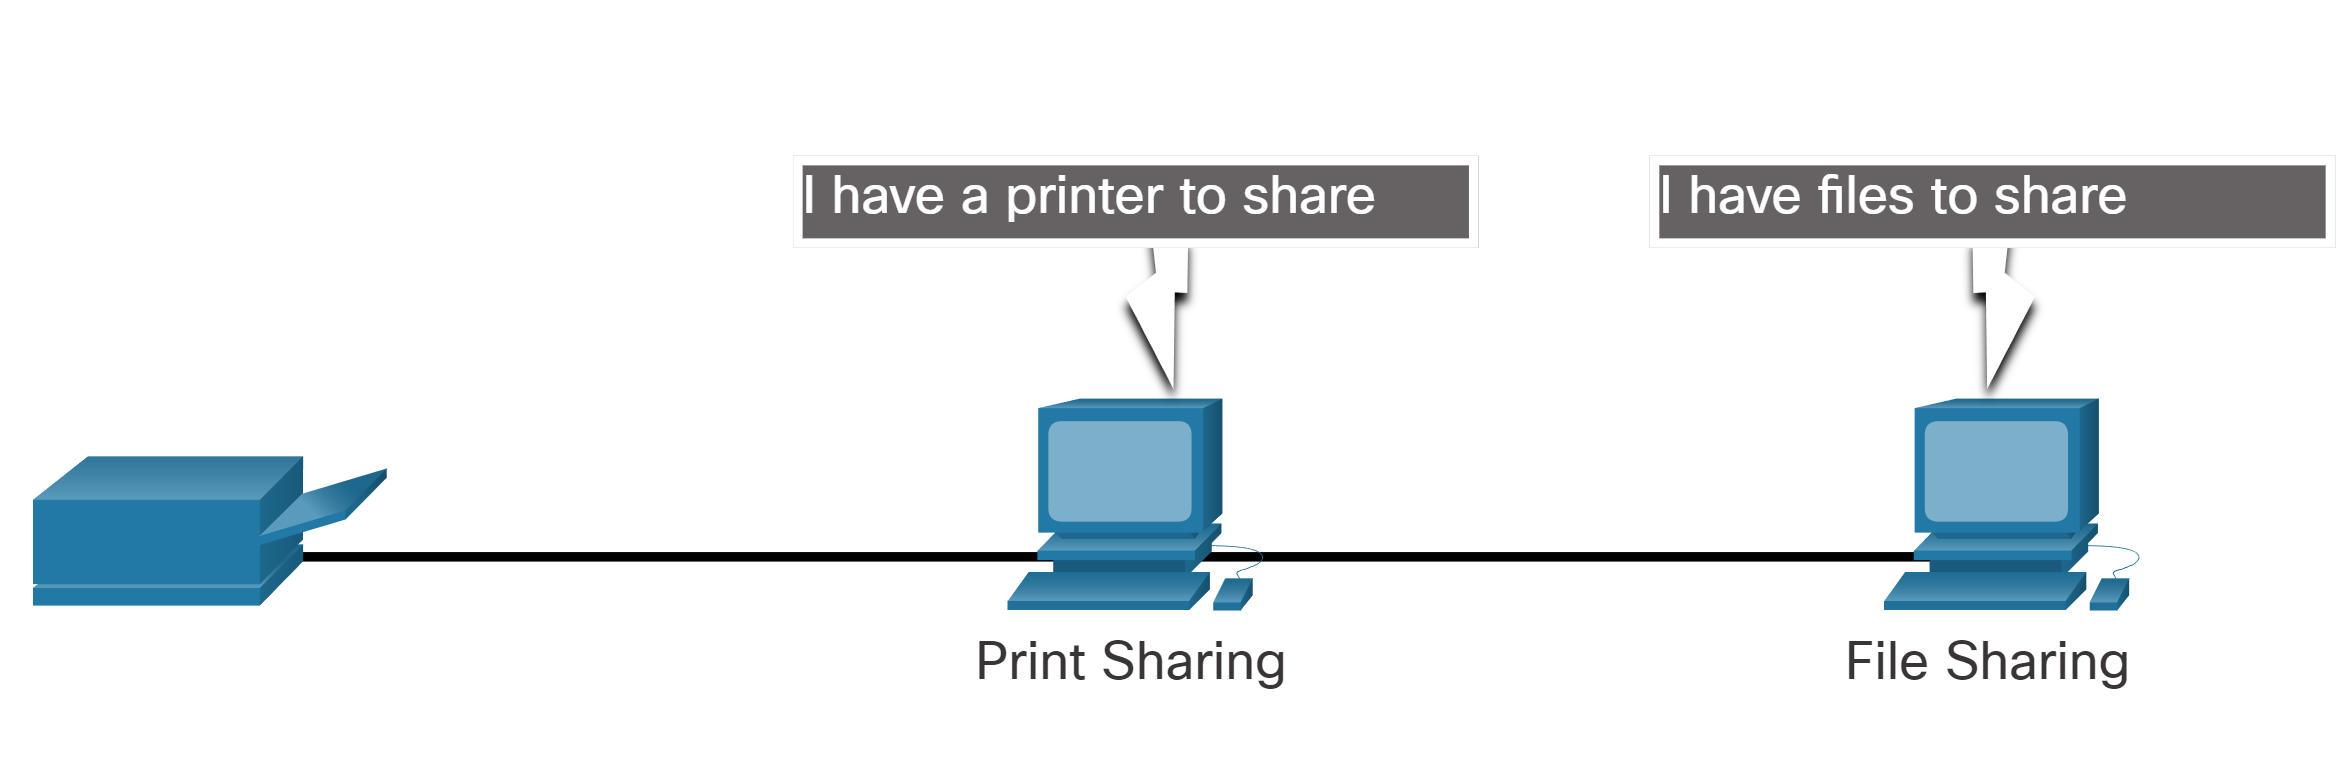 I have a printer to share
I have files to share
Print Sharing
File Sharing